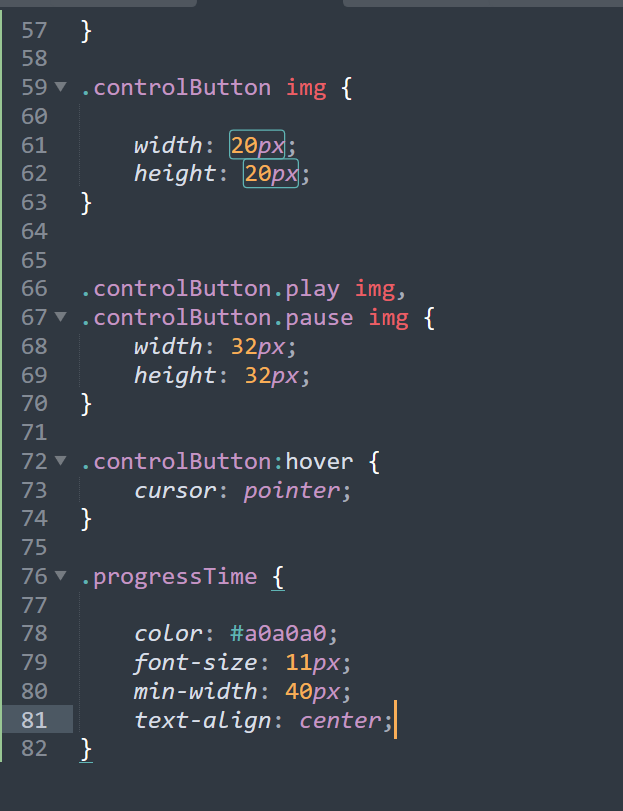 57 }
58
59 .controlButton img {
60
61 width: 20px;
62 height: 20px;
63 }
64
65
66 .controlButton.play img,
67 .controlButton.pause img {
68 width: 32px;
69 height: 32px;
70 }
71
72 .controlButton:hover {
73 cursor: pointer;
74 }
75
76 .progressTime {
77
78 color: #a0a0a0;
79 font-size: 11px;
80 min-width: 40px;
81 text-align: center;
82 }